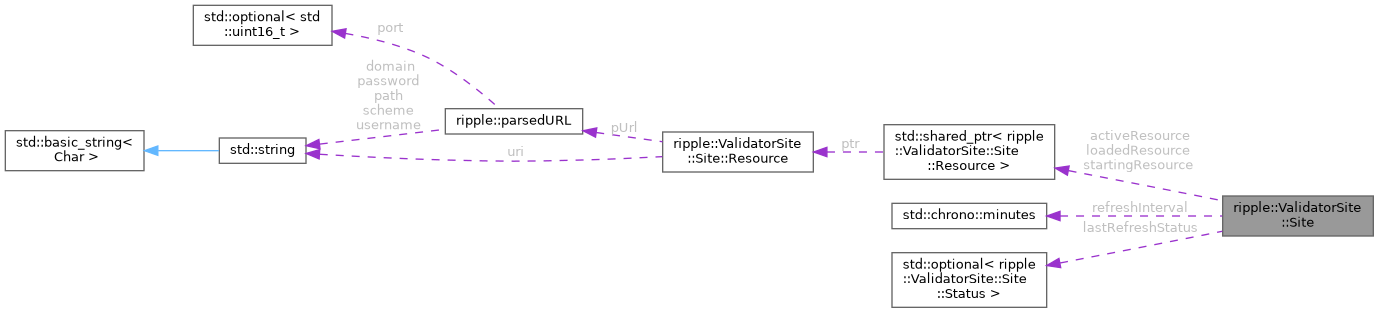 std::optional< std
::uint16_t >
port
domain
password
path
scheme
username
std::basic_string<
Char >
std::string
ripple::parsedURL
pUrl
uri
ripple::ValidatorSite
::Site::Resource
ptr
std::shared_ptr< ripple
::ValidatorSite::Site
::Resource >
activeResource
loadedResource
startingResource
std::chrono::minutes
refreshInterval
lastRefreshStatus
std::optional< ripple
::ValidatorSite::Site
::Status >
ripple::ValidatorSite
::Site